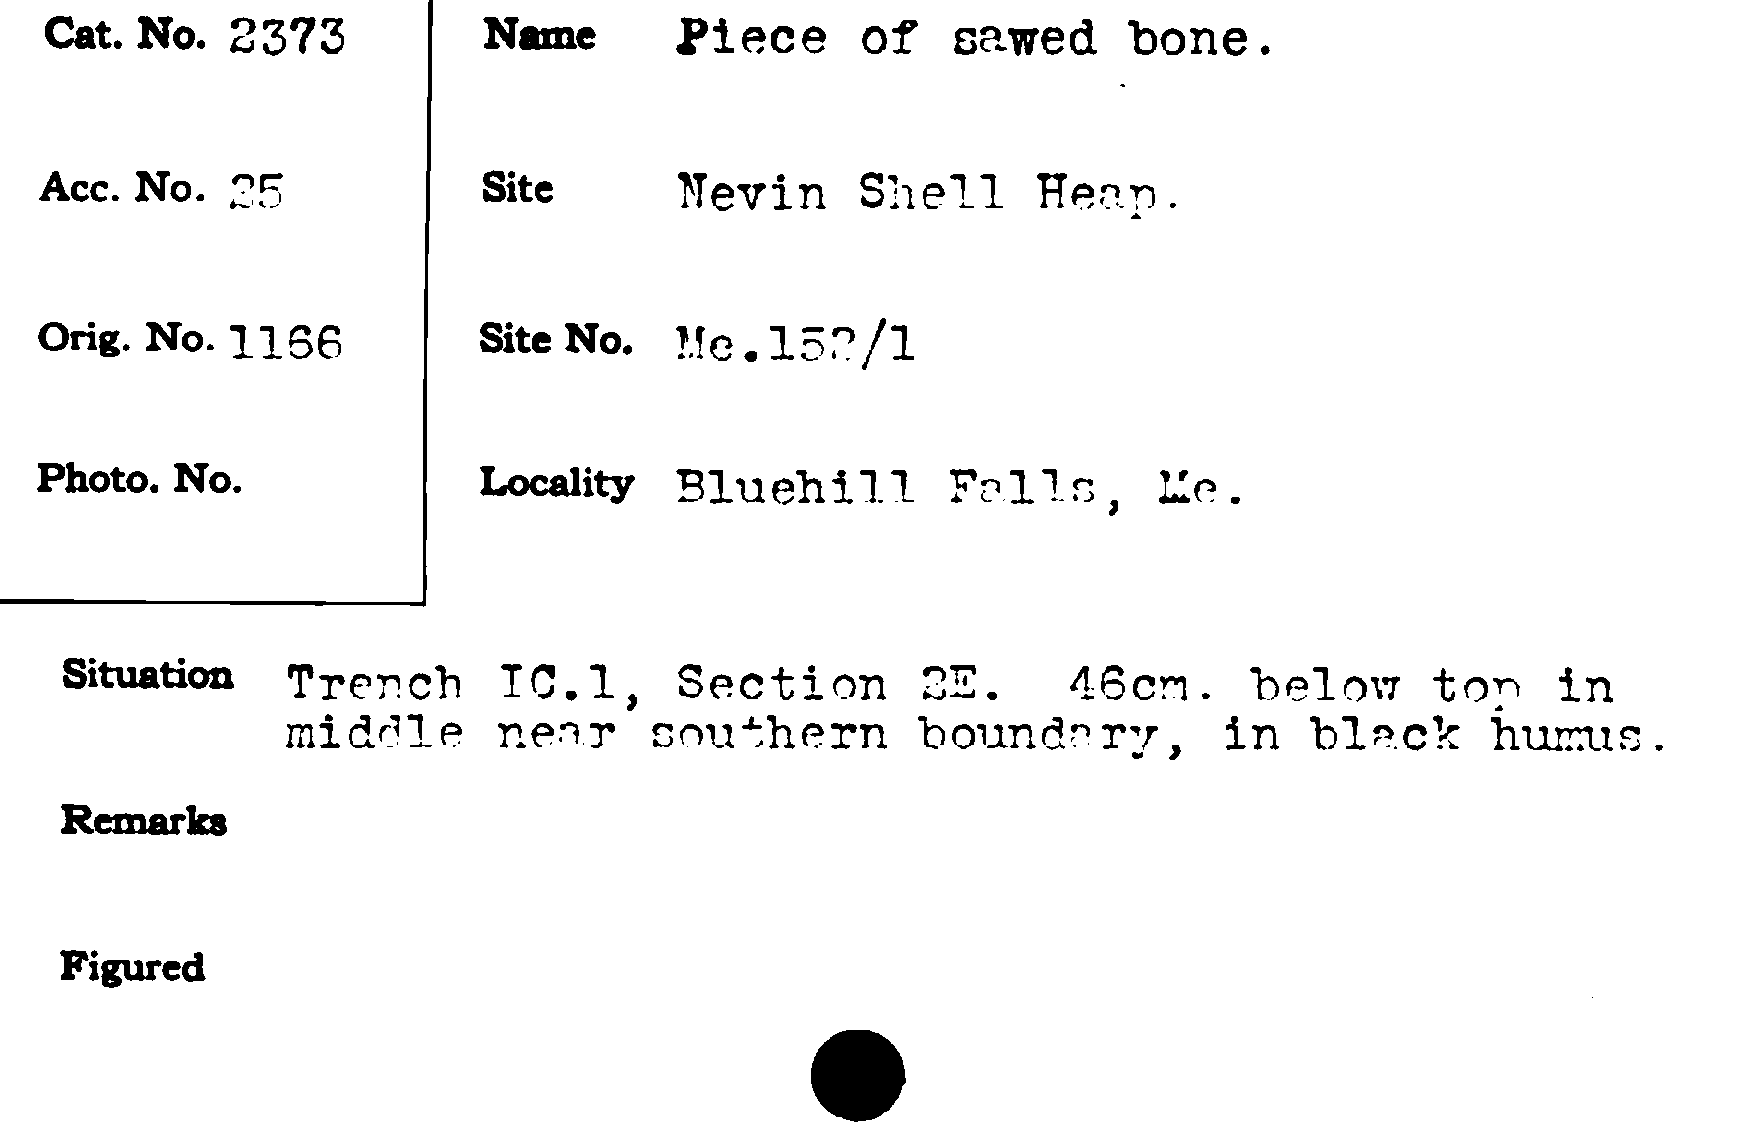 Cat. No. 2373
Name Piece of sawed bone.
Acc. No. 25
Site Nevin Shell Heap.
Orig. No. 1166
Site No. Me.152/1
Photo. No.
Locality Bluehill Falls, Me.
Situation Trench IC.1, Section 2E. 46cm. below top in
middle near southern boundary, in black humus.
Remarks
Figured